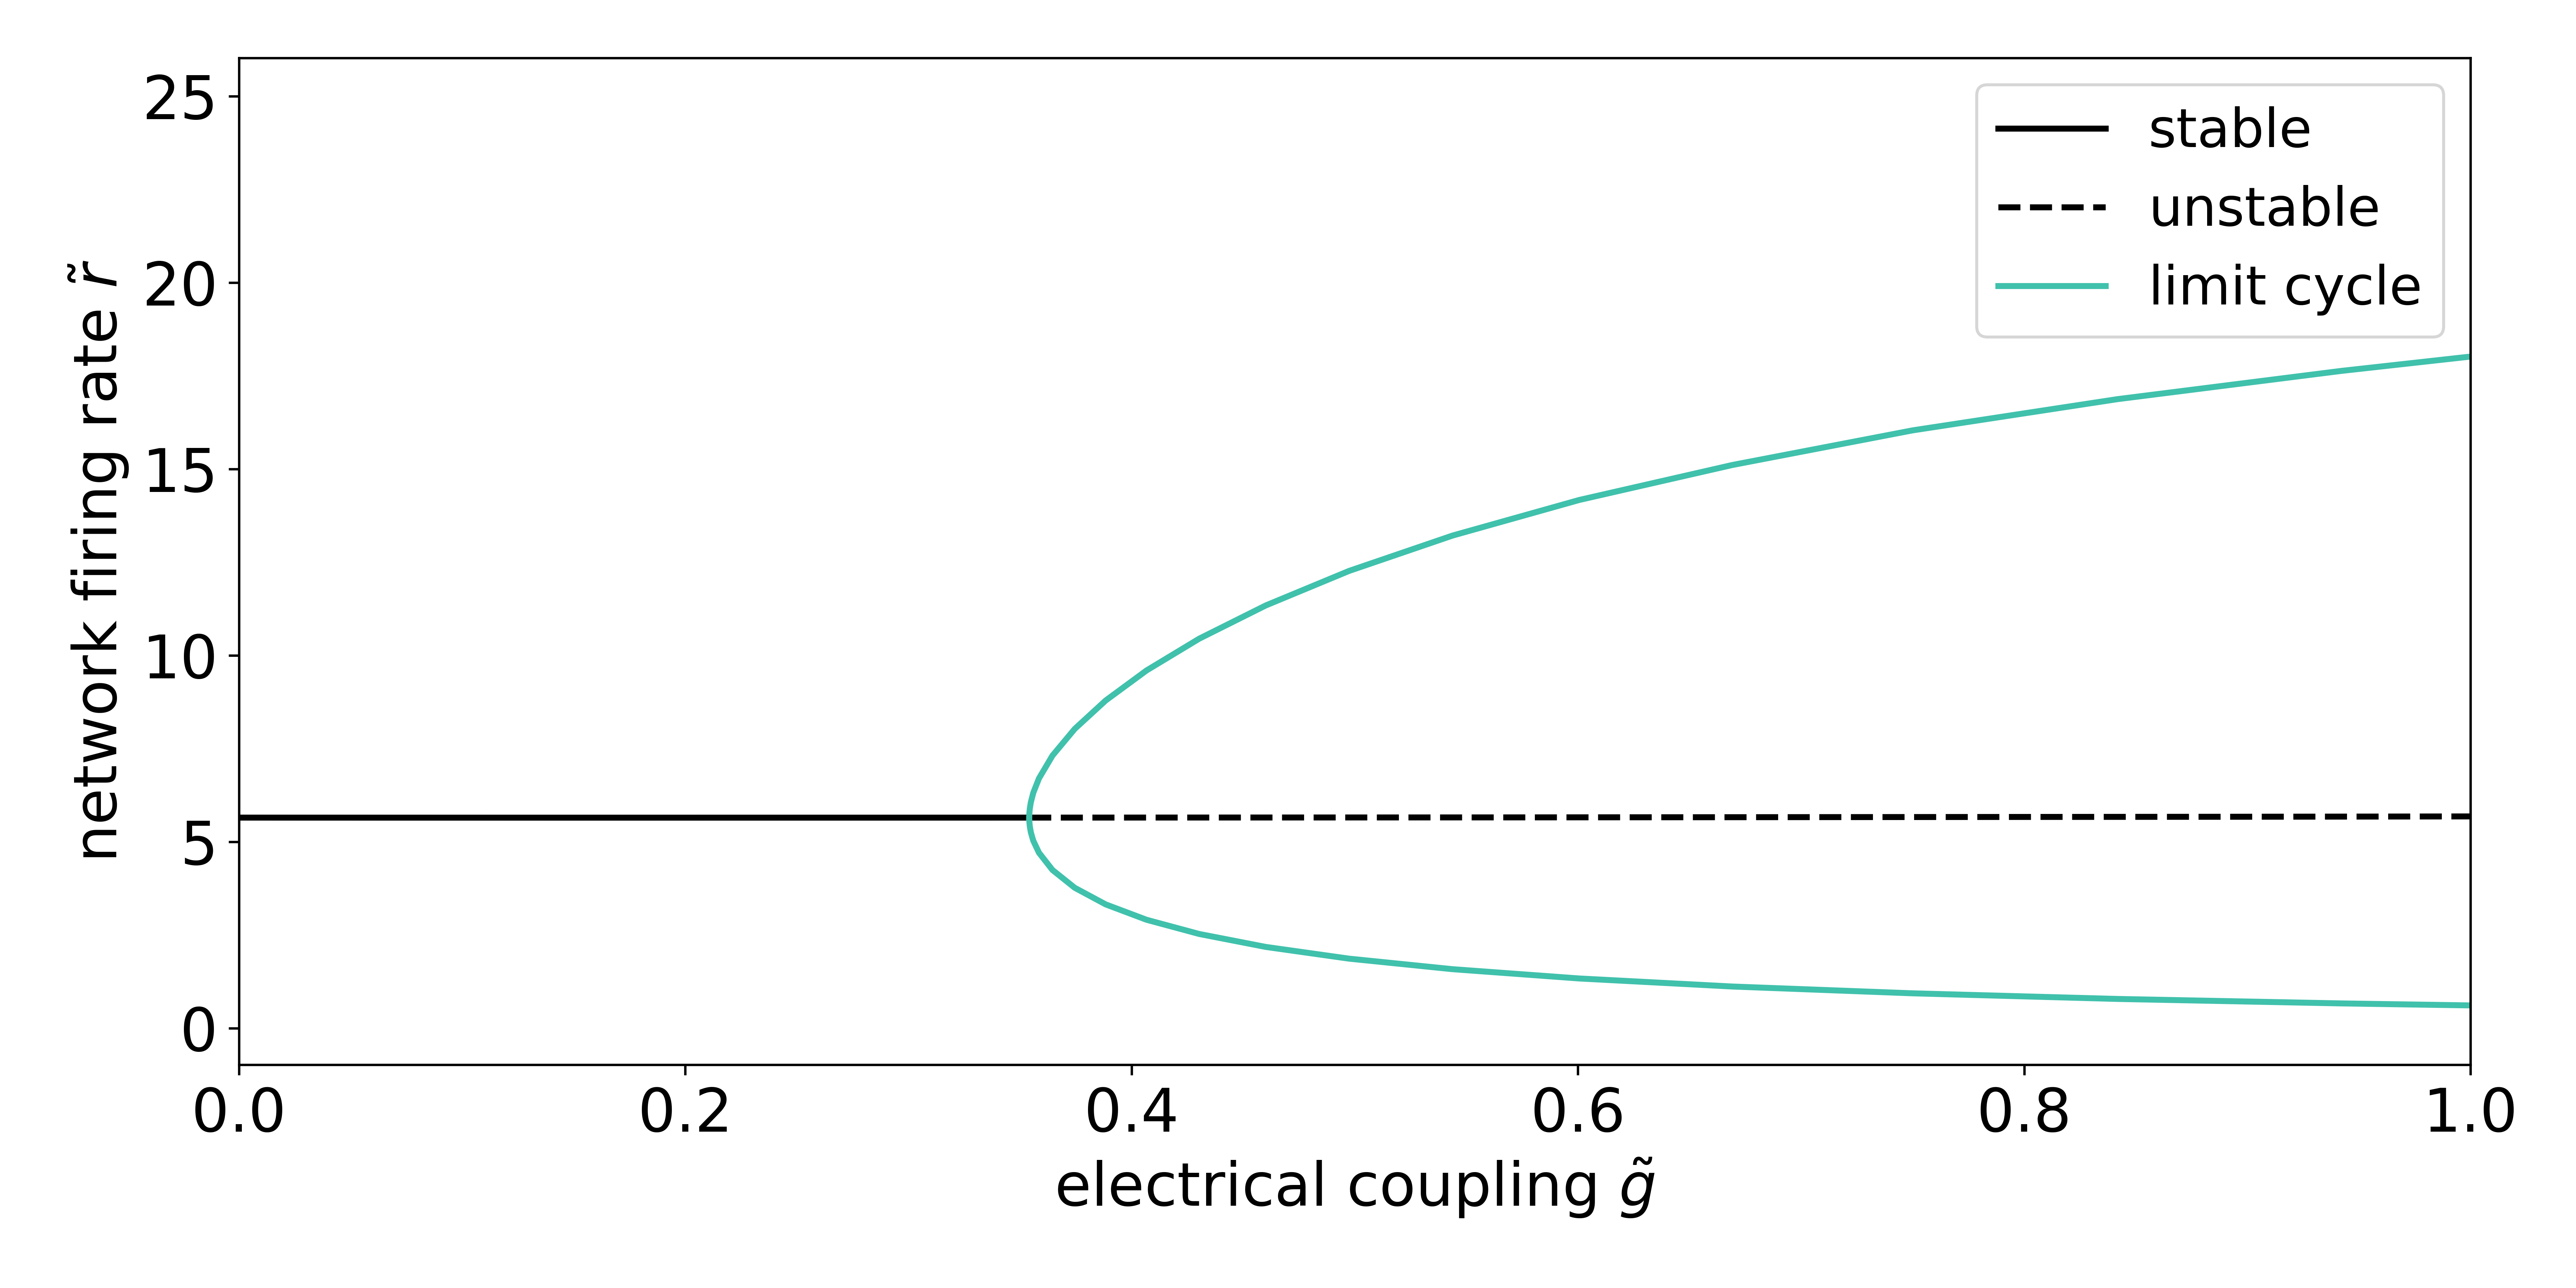 25
20
15
10
5
0
network firing rate r̃
0.0
0.2
0.4
0.6
0.8
1.0
electrical coupling g̃
stable
unstable
limit cycle